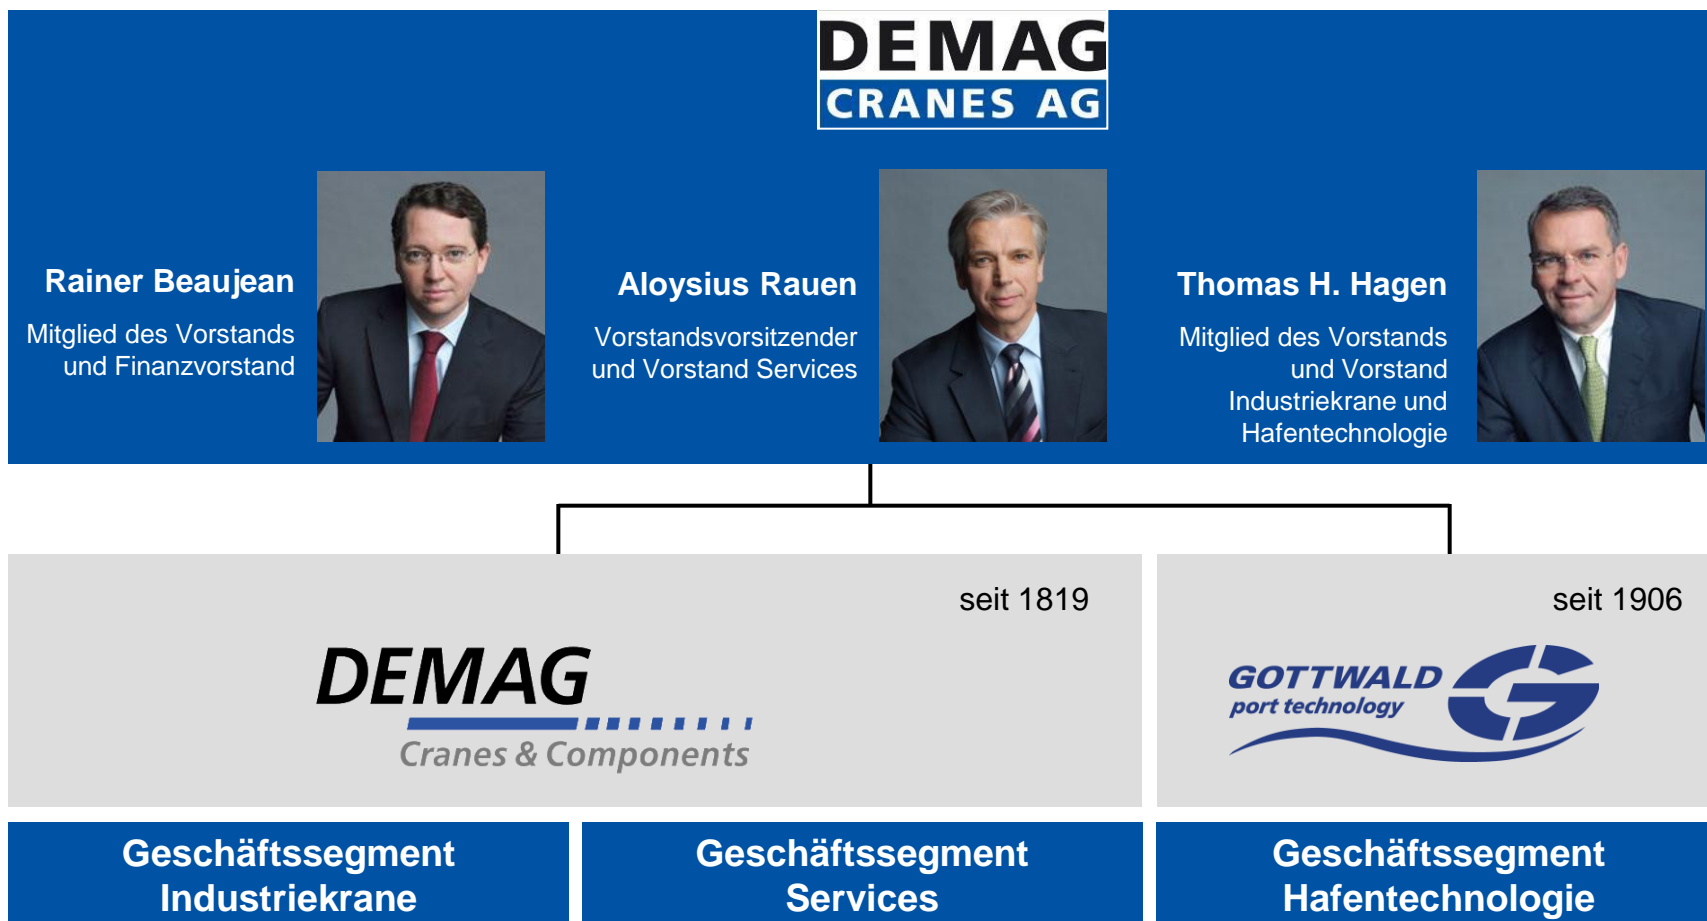 DEMAG
CRANES AG
Rainer Beaujean
Mitglied des Vorstands
und Finanzvorstand
Aloysius Rauen
Vorstandsvorsitzender
und Vorstand Services
Thomas H. Hagen
Mitglied des Vorstands
und Vorstand
Industriekrane und
Hafentechnologie
seit 1819
DEMAG
Cranes & Components
seit 1906
GOTTWALD
port technology
G
Geschäftssegment
Industriekrane
Geschäftssegment
Services
Geschäftssegment
Hafentechnologie